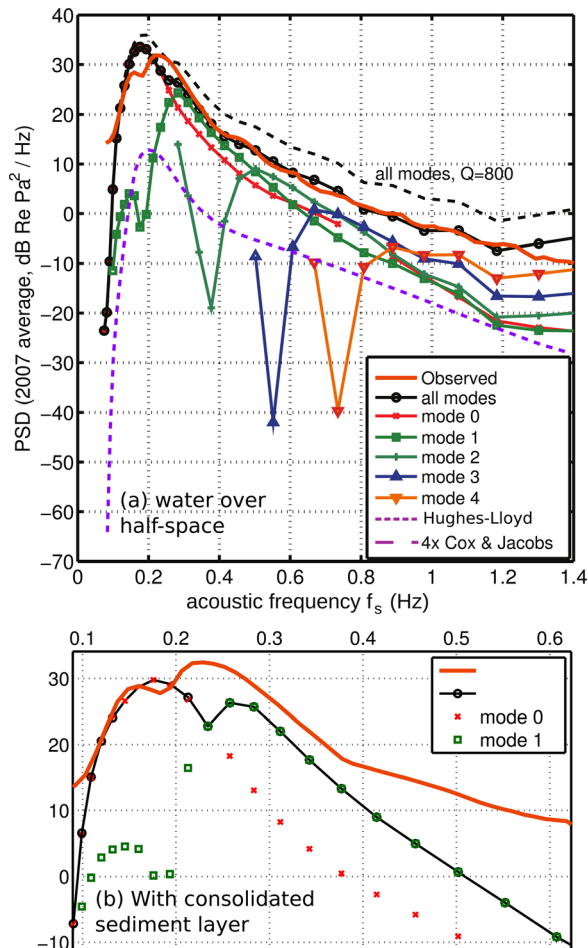 40
30
20
10
0
−10
−20
−30
−40
−50
−60
−70
PSD (2007 average, dB Re Pa² / Hz)
all modes, Q=800
Observed
all modes
mode 0
mode 1
mode 2
mode 3
mode 4
Hughes-Lloyd
4x Cox & Jacobs
(a) water over
half-space
0 0.2 0.4 0.6 0.8 1 1.2 1.4
acoustic frequency fₛ (Hz)
0.1 0.2 0.3 0.4 0.5 0.6
30
20
10
0
−10
mode 0
mode 1
(b) With consolidated
sediment layer